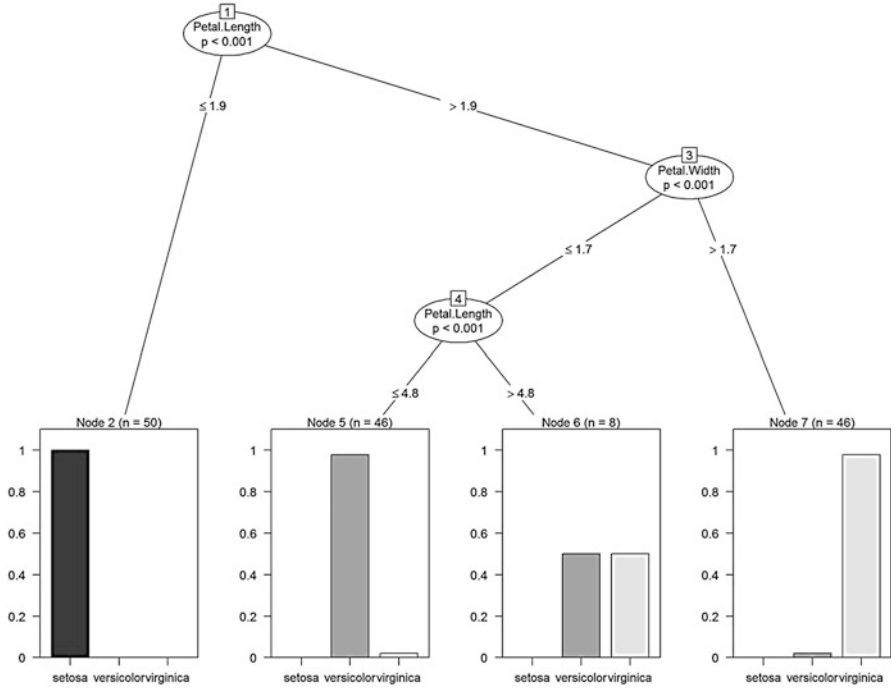 1
Petal.Length
p < 0.001
≤ 1.9
> 1.9
3
Petal.Width
p < 0.001
≤ 1.7
> 1.7
4
Petal.Length
p < 0.001
≤ 4.8
> 4.8
Node 2 (n = 50)
1
0.8
0.6
0.4
0.2
0
setosa versicolorvirginica
Node 5 (n = 46)
1
0.8
0.6
0.4
0.2
0
setosa versicolorvirginica
Node 6 (n = 8)
1
0.8
0.6
0.4
0.2
0
setosa versicolorvirginica
Node 7 (n = 46)
1
0.8
0.6
0.4
0.2
0
setosa versicolorvirginica